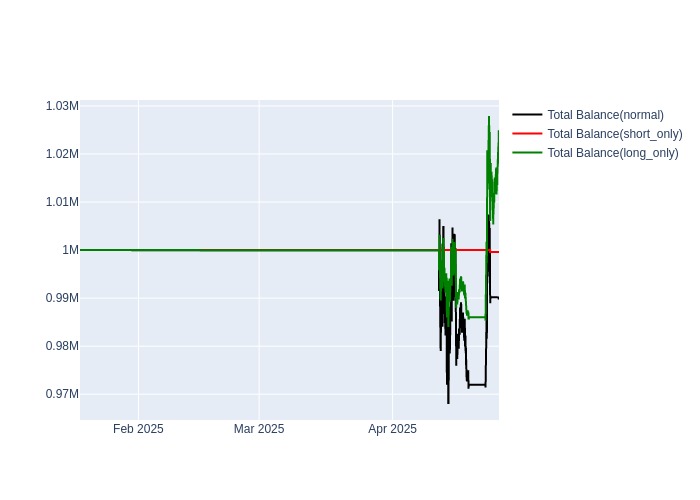 1.03M
1.02M
1.01M
1M
0.99M
0.98M
0.97M
Feb 2025
Mar 2025
Apr 2025
Total Balance(normal)
Total Balance(short_only)
Total Balance(long_only)